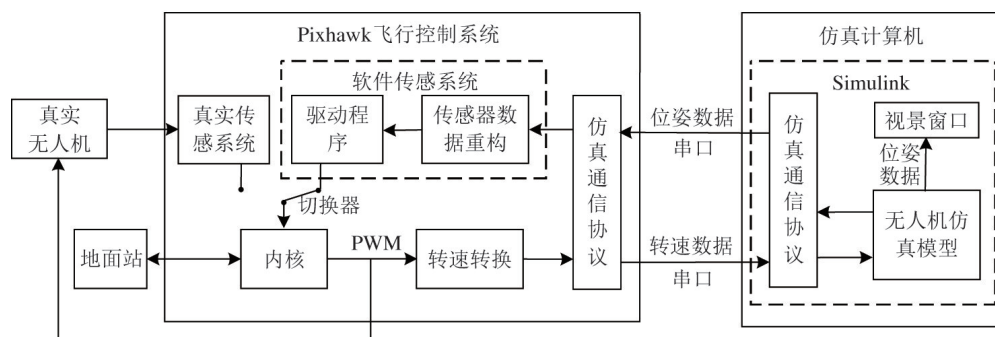 Pixhawk飞行控制系统
仿真计算机
软件传感系统
Simulink
真实
无人机
真实传
感系统
驱动程
序
传感器数
据重构
仿真通信协议
位姿数据
串口
仿真通信协议
视景窗口
位姿
数据
切换器
无人机仿
真模型
地面站
内核
PWM
转速转换
转速数据
串口